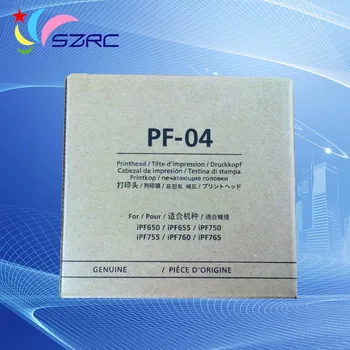 SZRC
PF-04
Printhead / Tête d'impression / Druckkopf
Cabezal de impresión / Testina di stampa
Printkop / печатающие головки
打印头 / 列印頭 / 프린트 헤드 / プリントヘッド
For / Pour / 适合机种 / 適合機種
iPF650 / iPF655 / iPF750
iPF755 / iPF760 / iPF765
GENUINE / PIÈCE D'ORIGINE